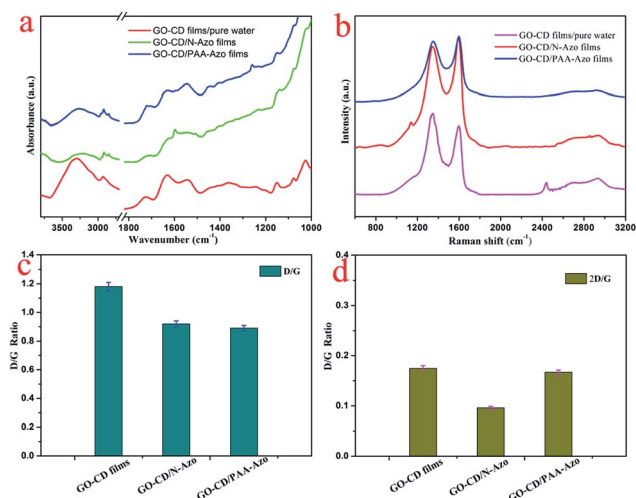 a
GO-CD films/pure water
GO-CD/N-Azo films
GO-CD/PAA-Azo films
Absorbance (a.u.)
3500 3000 1800 1600 1400 1200 1000
Wavenumber (cm-1)
b
GO-CD films/pure water
GO-CD/N-Azo films
GO-CD/PAA-Azo films
Intensity (a.u.)
800 1200 1600 2000 2400 2800 3200
Raman shift (cm-1)
c
D/G
D/G Ratio
1.4
1.2
1.0
0.8
0.6
0.4
0.2
0.0
GO-CD films
GO-CD/N-Azo
GO-CD/PAA-Azo
d
2D/G
D/G Ratio
0.4
0.3
0.2
0.1
0.0
GO-CD films
GO-CD/N-Azo
GO-CD/PAA-Azo